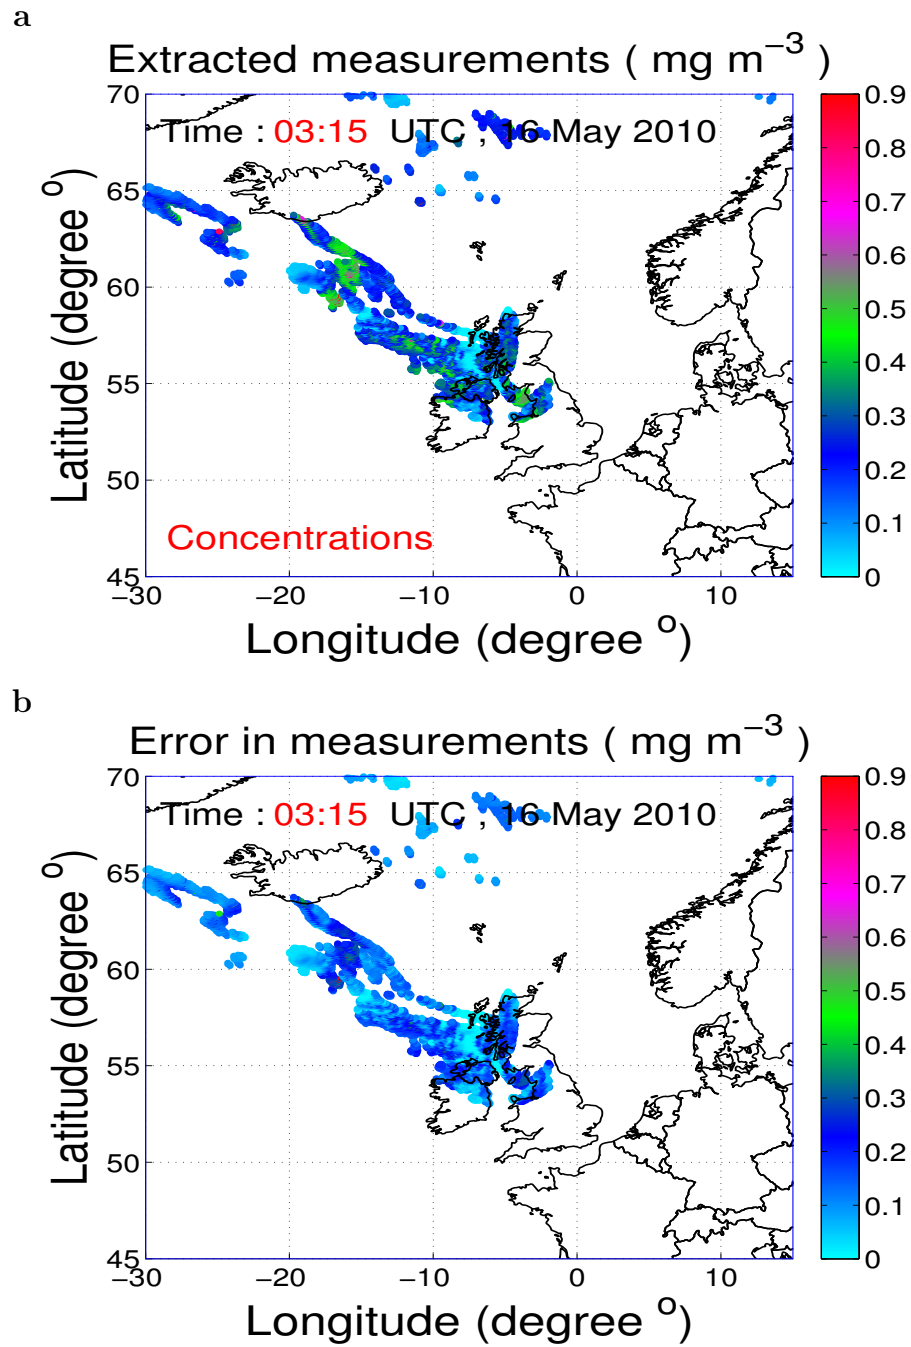 a
Extracted measurements ( mg m−3 )
Time : 03:15 UTC , 16 May 2010
Concentrations
70
65
60
55
50
45
Latitude (degree o)
−30 −20 −10 0 10
Longitude (degree o)
0.9
0.8
0.7
0.6
0.5
0.4
0.3
0.2
0.1
0
b
Error in measurements ( mg m−3 )
Time : 03:15 UTC , 16 May 2010
70
65
60
55
50
45
Latitude (degree o)
−30 −20 −10 0 10
Longitude (degree o)
0.9
0.8
0.7
0.6
0.5
0.4
0.3
0.2
0.1
0